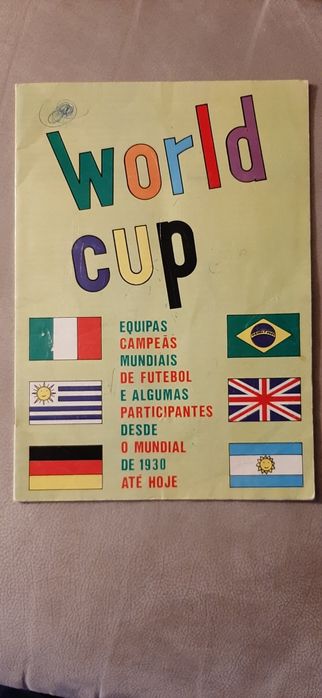 World
cup
EQUIPAS
CAMPEÃS
MUNDIAIS
DE FUTEBOL
E ALGUMAS
PARTICIPANTES
DESDE
O MUNDIAL
DE 1930
ATÉ HOJE